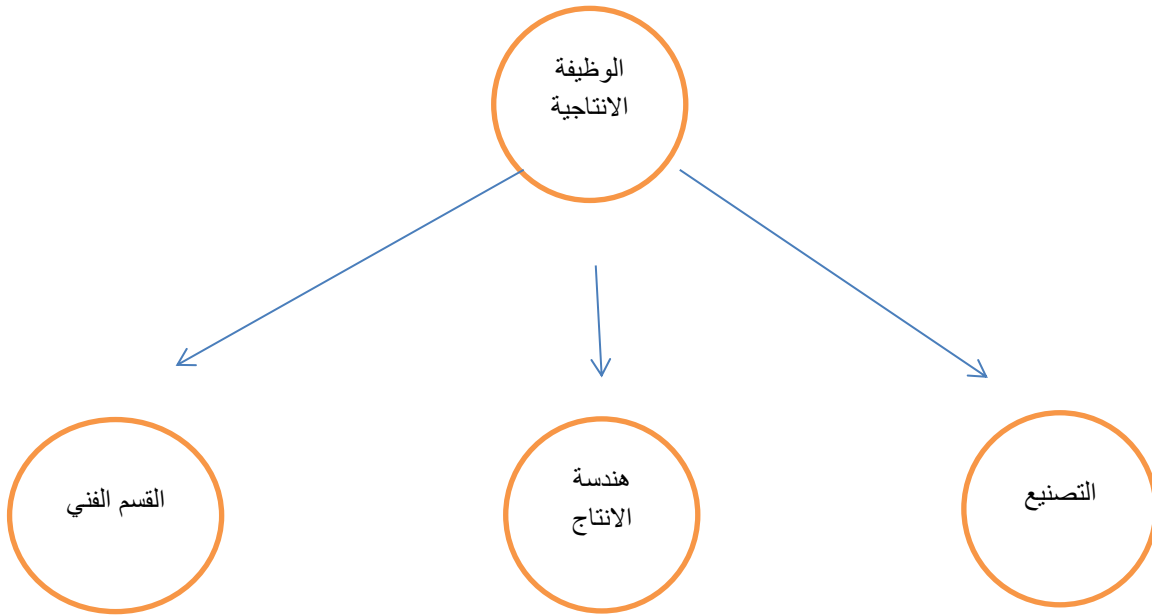 الوظيفة
الانتاجية
التصنيع
هندسة
الانتاج
القسم الفني